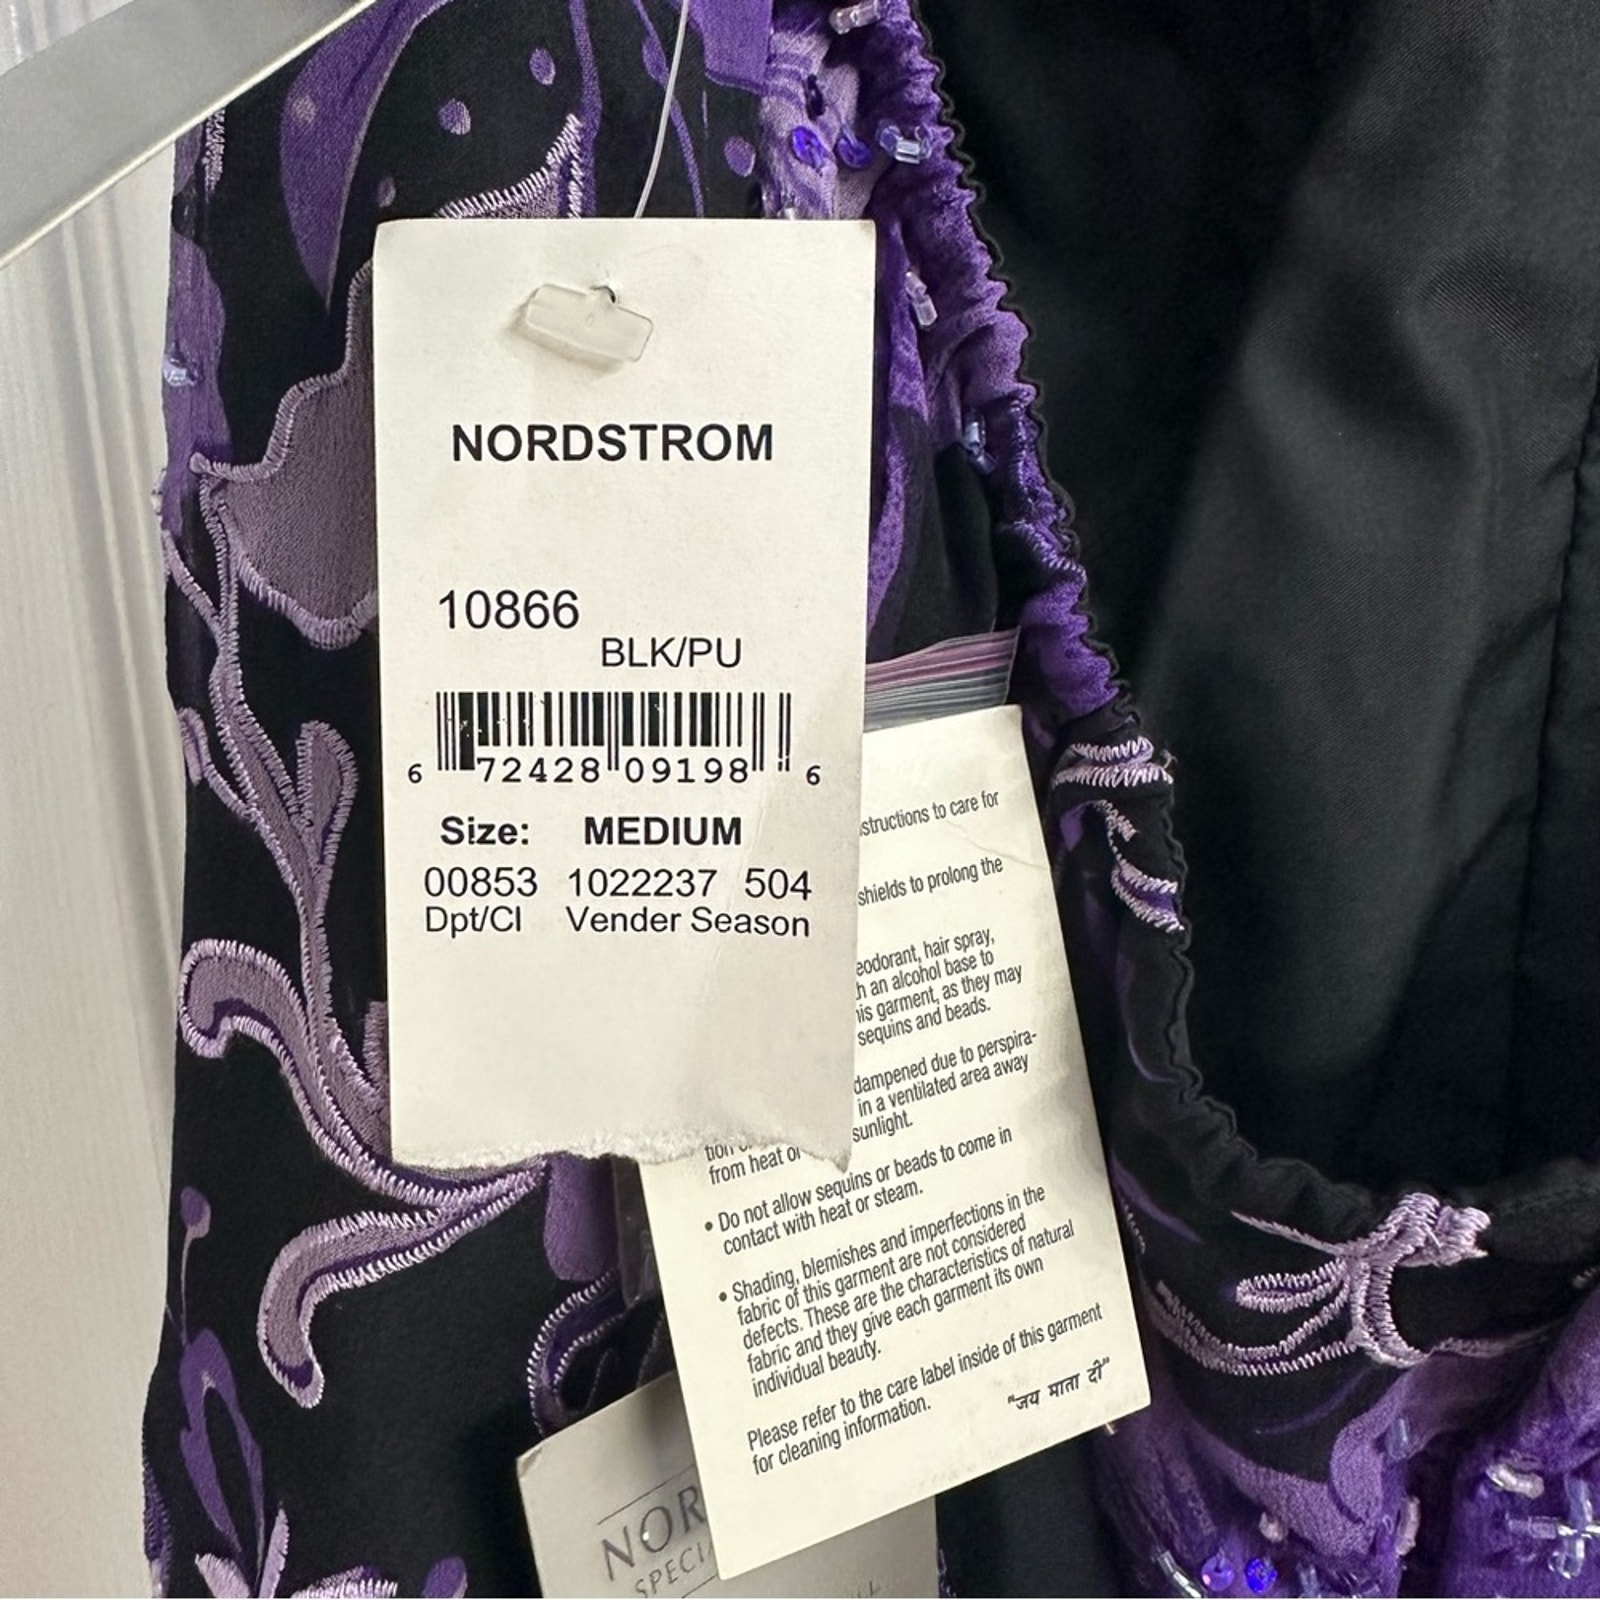 NORDSTROM
10866
BLK/PU
6 72428 09198 6
Size: MEDIUM
00853 1022237 504
Dpt/Cl Vender Season
structions to care for
shields to prolong the
eodorant, hair spray,
h an alcohol base to
his garment, as they may
sequins and beads.
dampened due to perspira-
tion
in a ventilated area away
from heat or
sunlight.
• Do not allow sequins or beads to come in
contact with heat or steam.
• Shading, blemishes and imperfections in the
fabric of this garment are not considered
defects. These are the characteristics of natural
fabric and they give each garment its own
individual beauty.
Please refer to the care label inside of this garment
for cleaning information.
"जय माता दी"
NOR
SPECIA